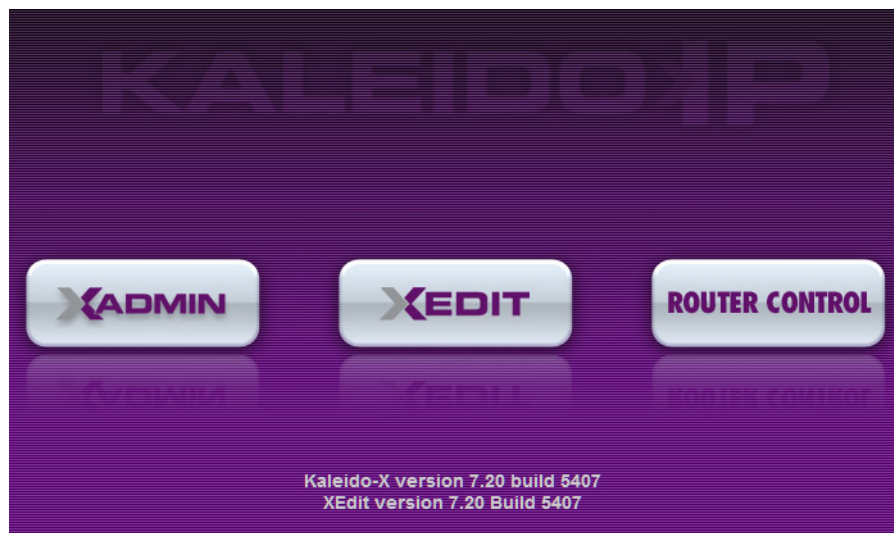 KALEIDO IP
XADMIN
XEDIT
ROUTER CONTROL
Kaleido-X version 7.20 build 5407
XEdit version 7.20 Build 5407